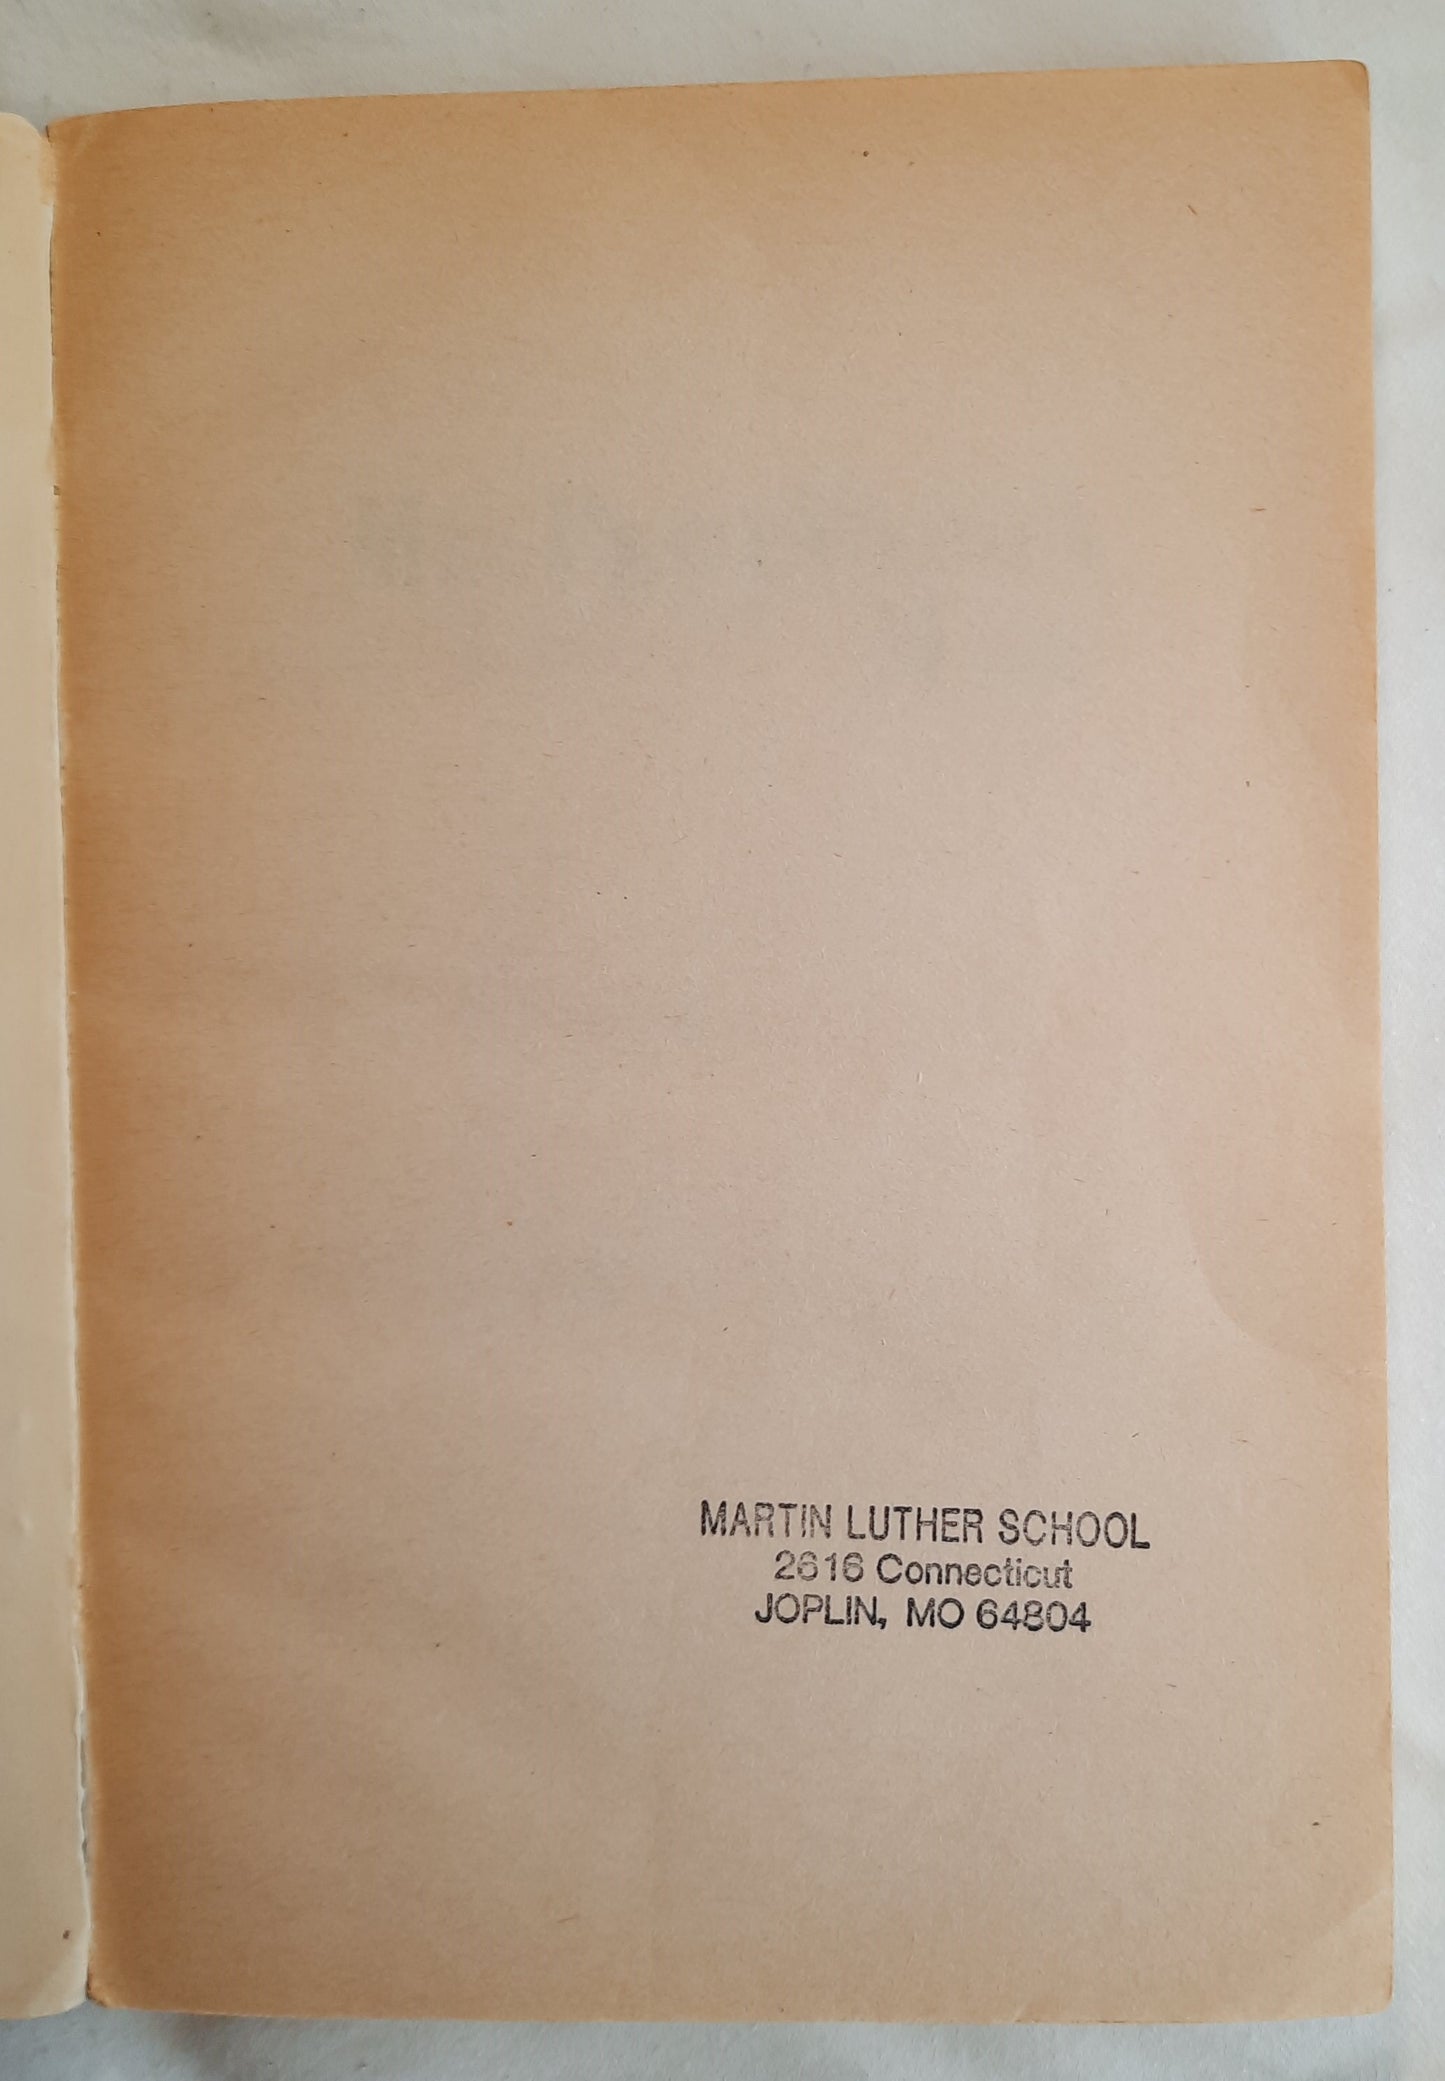 MARTIN LUTHER SCHOOL
2616 Connecticut
JOPLIN, MO 64804